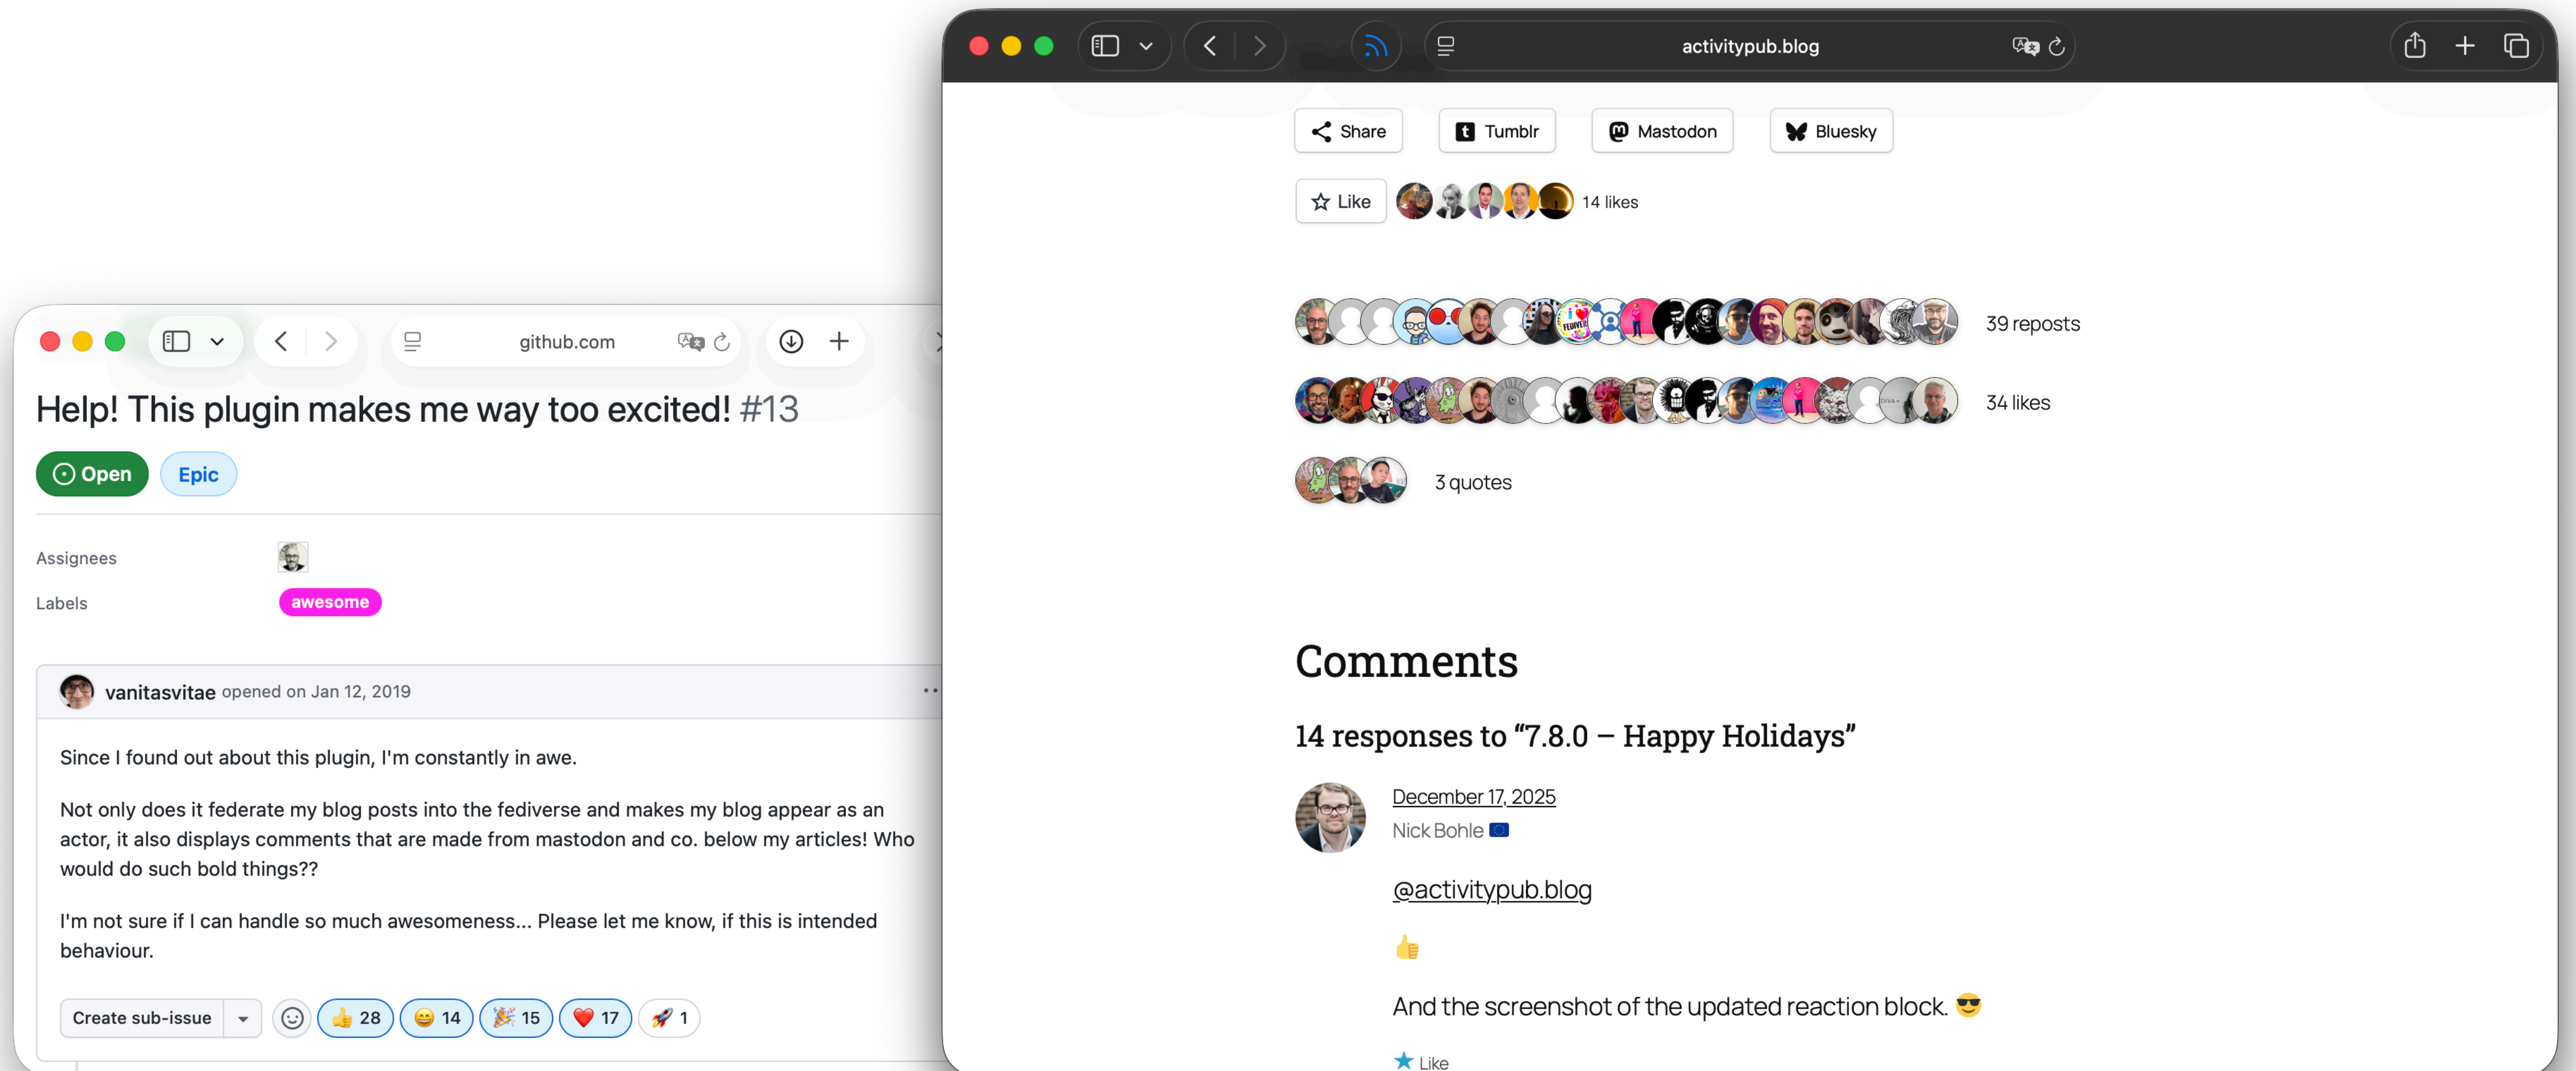 github.com
Help! This plugin makes me way too excited! #13
Open
Epic
Assignees
Labels
awesome
vanitasvitae opened on Jan 12, 2019
Since I found out about this plugin, I'm constantly in awe.
Not only does it federate my blog posts into the fediverse and makes my blog appear as an
actor, it also displays comments that are made from mastodon and co. below my articles! Who
would do such bold things??
I'm not sure if I can handle so much awesomeness... Please let me know, if this is intended
behaviour.
Create sub-issue
👍 28
😄 14
🎉 15
❤️ 17
🚀 1
activitypub.blog
Share
Tumblr
Mastodon
Bluesky
Like
14 likes
I ❤ FEDIVERSE
39 reposts
DIVA
34 likes
3 quotes
Comments
14 responses to “7.8.0 – Happy Holidays”
December 17, 2025
Nick Bohle 🇪🇺
@activitypub.blog
👍
And the screenshot of the updated reaction block. 😎
Like